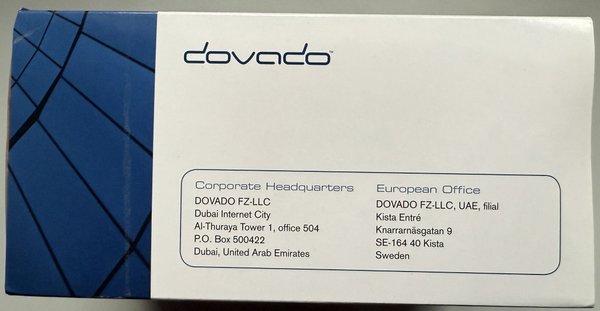 dovado™
Corporate Headquarters
DOVADO FZ-LLC
Dubai Internet City
Al-Thuraya Tower 1, office 504
P.O. Box 500422
Dubai, United Arab Emirates
European Office
DOVADO FZ-LLC, UAE, filial
Kista Entré
Knarrarnäsgatan 9
SE-164 40 Kista
Sweden